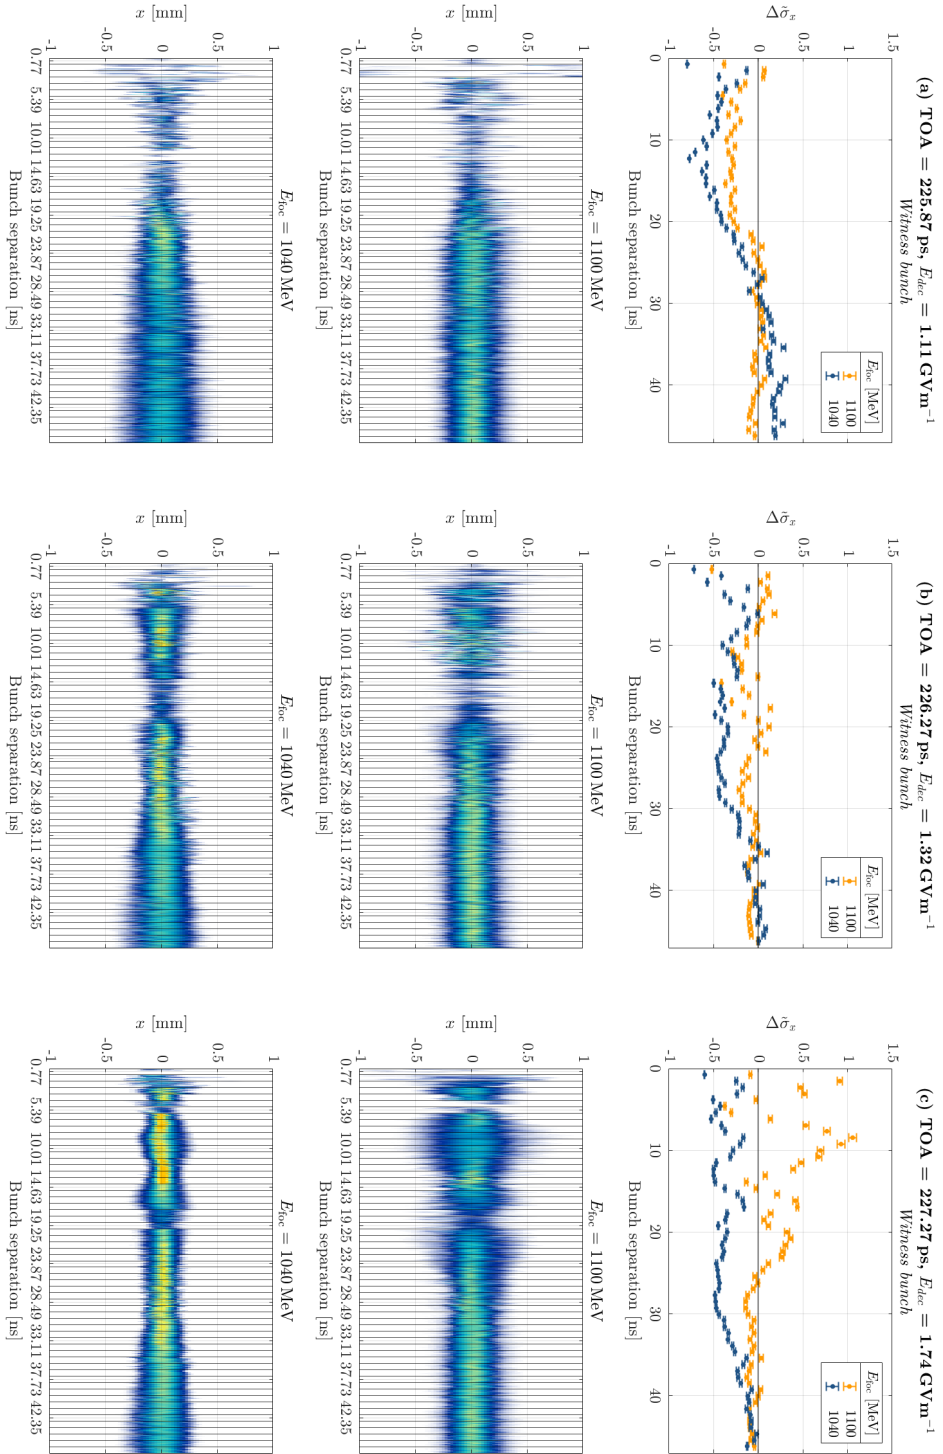 (a) TOA = 225.87 ps, E_dec = 1.11 GVm⁻¹
Witness bunch
Δσ̃ₓ
1.5
1
0.5
0
-0.5
-1
0
10
20
30
40
E_foc [MeV]
1100
1040
Bunch separation [ns]
E_foc = 1100 MeV
x [mm]
1
0.5
0
-0.5
-1
0.77 5.39 10.01 14.63 19.25 23.87 28.49 33.11 37.73 42.35
Bunch separation [ns]
E_foc = 1040 MeV
x [mm]
1
0.5
0
-0.5
-1
0.77 5.39 10.01 14.63 19.25 23.87 28.49 33.11 37.73 42.35
Bunch separation [ns]
(b) TOA = 226.27 ps, E_dec = 1.32 GVm⁻¹
Witness bunch
Δσ̃ₓ
1.5
1
0.5
0
-0.5
-1
0
10
20
30
40
E_foc [MeV]
1100
1040
Bunch separation [ns]
E_foc = 1100 MeV
x [mm]
1
0.5
0
-0.5
-1
0.77 5.39 10.01 14.63 19.25 23.87 28.49 33.11 37.73 42.35
Bunch separation [ns]
E_foc = 1040 MeV
x [mm]
1
0.5
0
-0.5
-1
0.77 5.39 10.01 14.63 19.25 23.87 28.49 33.11 37.73 42.35
Bunch separation [ns]
(c) TOA = 227.27 ps, E_dec = 1.74 GVm⁻¹
Witness bunch
Δσ̃ₓ
1.5
1
0.5
0
-0.5
-1
0
10
20
30
40
E_foc [MeV]
1100
1040
Bunch separation [ns]
E_foc = 1100 MeV
x [mm]
1
0.5
0
-0.5
-1
0.77 5.39 10.01 14.63 19.25 23.87 28.49 33.11 37.73 42.35
Bunch separation [ns]
E_foc = 1040 MeV
x [mm]
1
0.5
0
-0.5
-1
0.77 5.39 10.01 14.63 19.25 23.87 28.49 33.11 37.73 42.35
Bunch separation [ns]